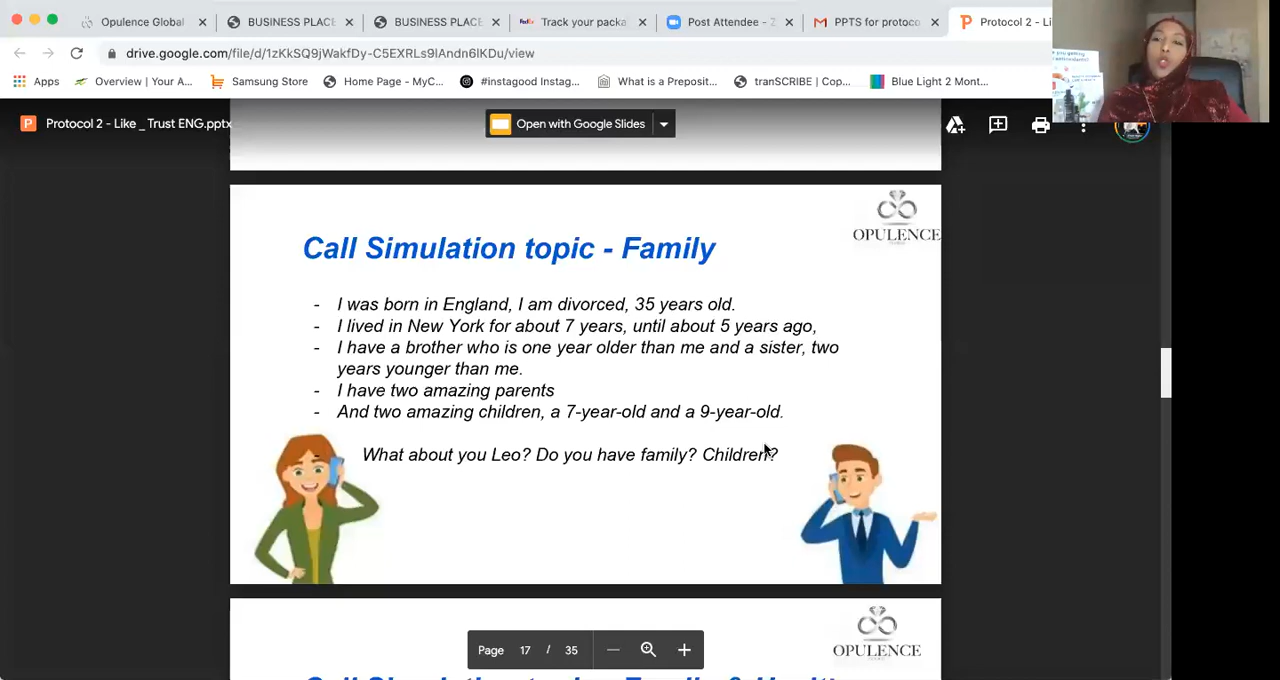 Opulence Global
BUSINESS PLACE
BUSINESS PLACE
FedEx
Track your packa
Post Attendee - Z
PPTS for protoco
Protocol 2 - Li
drive.google.com/file/d/1zKkSQ9jWakfDy-C5EXRLs9lAndn6lKDu/view
Apps
Overview | Your A...
Samsung Store
Home Page - MyC...
#instagood Instag...
What is a Preposit...
tranSCRIBE | Cop...
Blue Light 2 Mont...
Protocol 2 - Like _ Trust ENG.pptx
Open with Google Slides
OPULENCE
Call Simulation topic - Family
- I was born in England, I am divorced, 35 years old.
- I lived in New York for about 7 years, until about 5 years ago,
- I have a brother who is one year older than me and a sister, two
years younger than me.
- I have two amazing parents
- And two amazing children, a 7-year-old and a 9-year-old.
What about you Leo? Do you have family? Children?
OPULENCE
Page 17 / 35